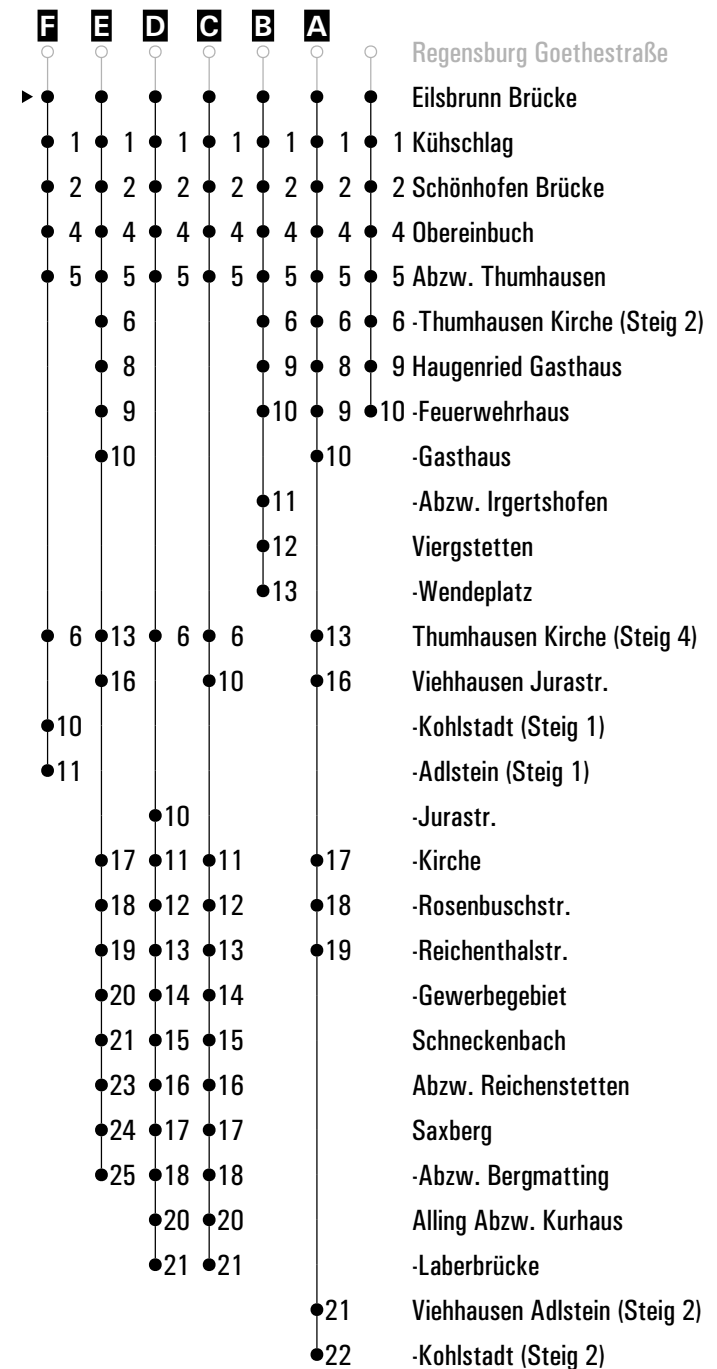 F E D C B A
Regensburg Goethestraße
Eilsbrunn Brücke
1 1 1 1 1 1 1 Kühschlag
2 2 2 2 2 2 2 Schönhofen Brücke
4 4 4 4 4 4 4 Obereinbuch
5 5 5 5 5 5 5 Abzw. Thumhausen
6 6 6 6 -Thumhausen Kirche (Steig 2)
8 9 8 9 Haugenried Gasthaus
9 10 9 10 -Feuerwehrhaus
10 10 -Gasthaus
11 -Abzw. Irgertshofen
12 Viergstetten
13 -Wendeplatz
6 13 6 6 13 Thumhausen Kirche (Steig 4)
16 10 16 Viehhausen Jurastr.
10 -Kohlstadt (Steig 1)
11 -Adlstein (Steig 1)
10 -Jurastr.
17 11 11 17 -Kirche
18 12 12 18 -Rosenbuschstr.
19 13 13 19 -Reichenthalstr.
20 14 14 -Gewerbegebiet
21 15 15 Schneckenbach
23 16 16 Abzw. Reichenstetten
24 17 17 Saxberg
25 18 18 -Abzw. Bergmatting
20 20 Alling Abzw. Kurhaus
21 21 -Laberbrücke
21 Viehhausen Adlstein (Steig 2)
22 -Kohlstadt (Steig 2)